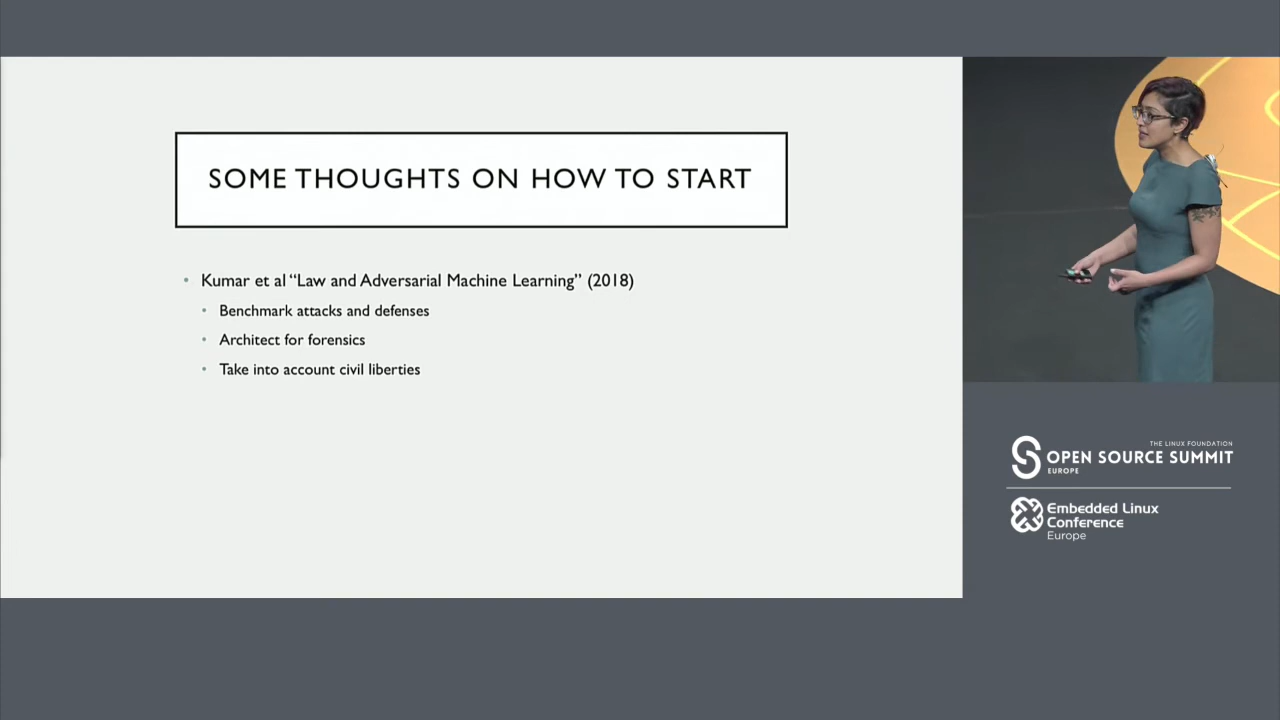 SOME THOUGHTS ON HOW TO START
• Kumar et al “Law and Adversarial Machine Learning” (2018)
• Benchmark attacks and defenses
• Architect for forensics
• Take into account civil liberties
THE LINUX FOUNDATION
OPEN SOURCE SUMMIT
EUROPE
Embedded Linux
Conference
Europe